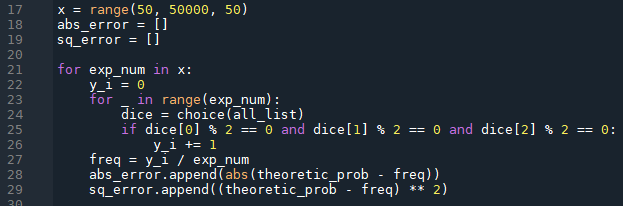 17 x = range(50, 50000, 50)
18 abs_error = []
19 sq_error = []
20
21 for exp_num in x:
22 y_i = 0
23 for _ in range(exp_num):
24 dice = choice(all_list)
25 if dice[0] % 2 == 0 and dice[1] % 2 == 0 and dice[2] % 2 == 0:
26 y_i += 1
27 freq = y_i / exp_num
28 abs_error.append(abs(theoretic_prob - freq))
29 sq_error.append((theoretic_prob - freq) ** 2)
30